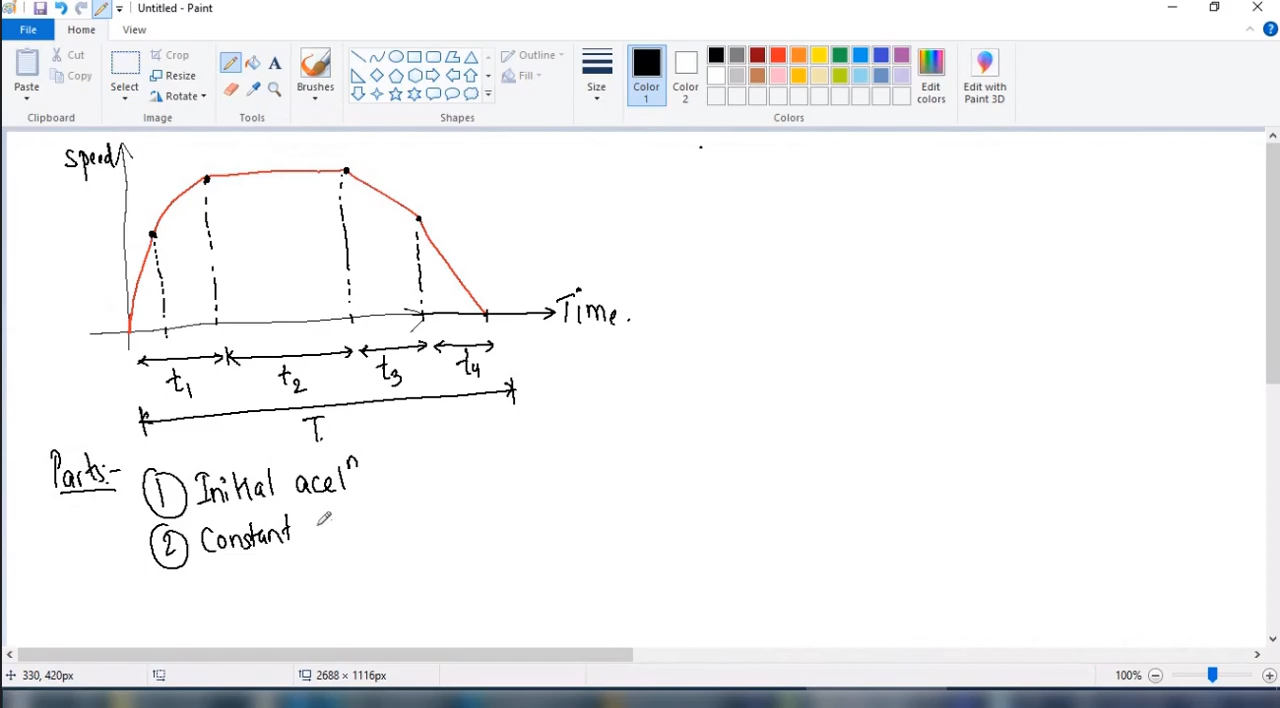 Untitled - Paint
File Home View
Paste Cut Copy
Clipboard
Select Crop Resize Rotate
Image
Tools
Brushes
Outline Fill
Shapes
Size
Color 1 Color 2
Edit colors
Colors
Edit with Paint 3D
Speed
Time.
t1 t2 t3 t4
T.
Parts:-
1 Initial aceln
2 Constant
330, 420px 2688 × 1116px 100%